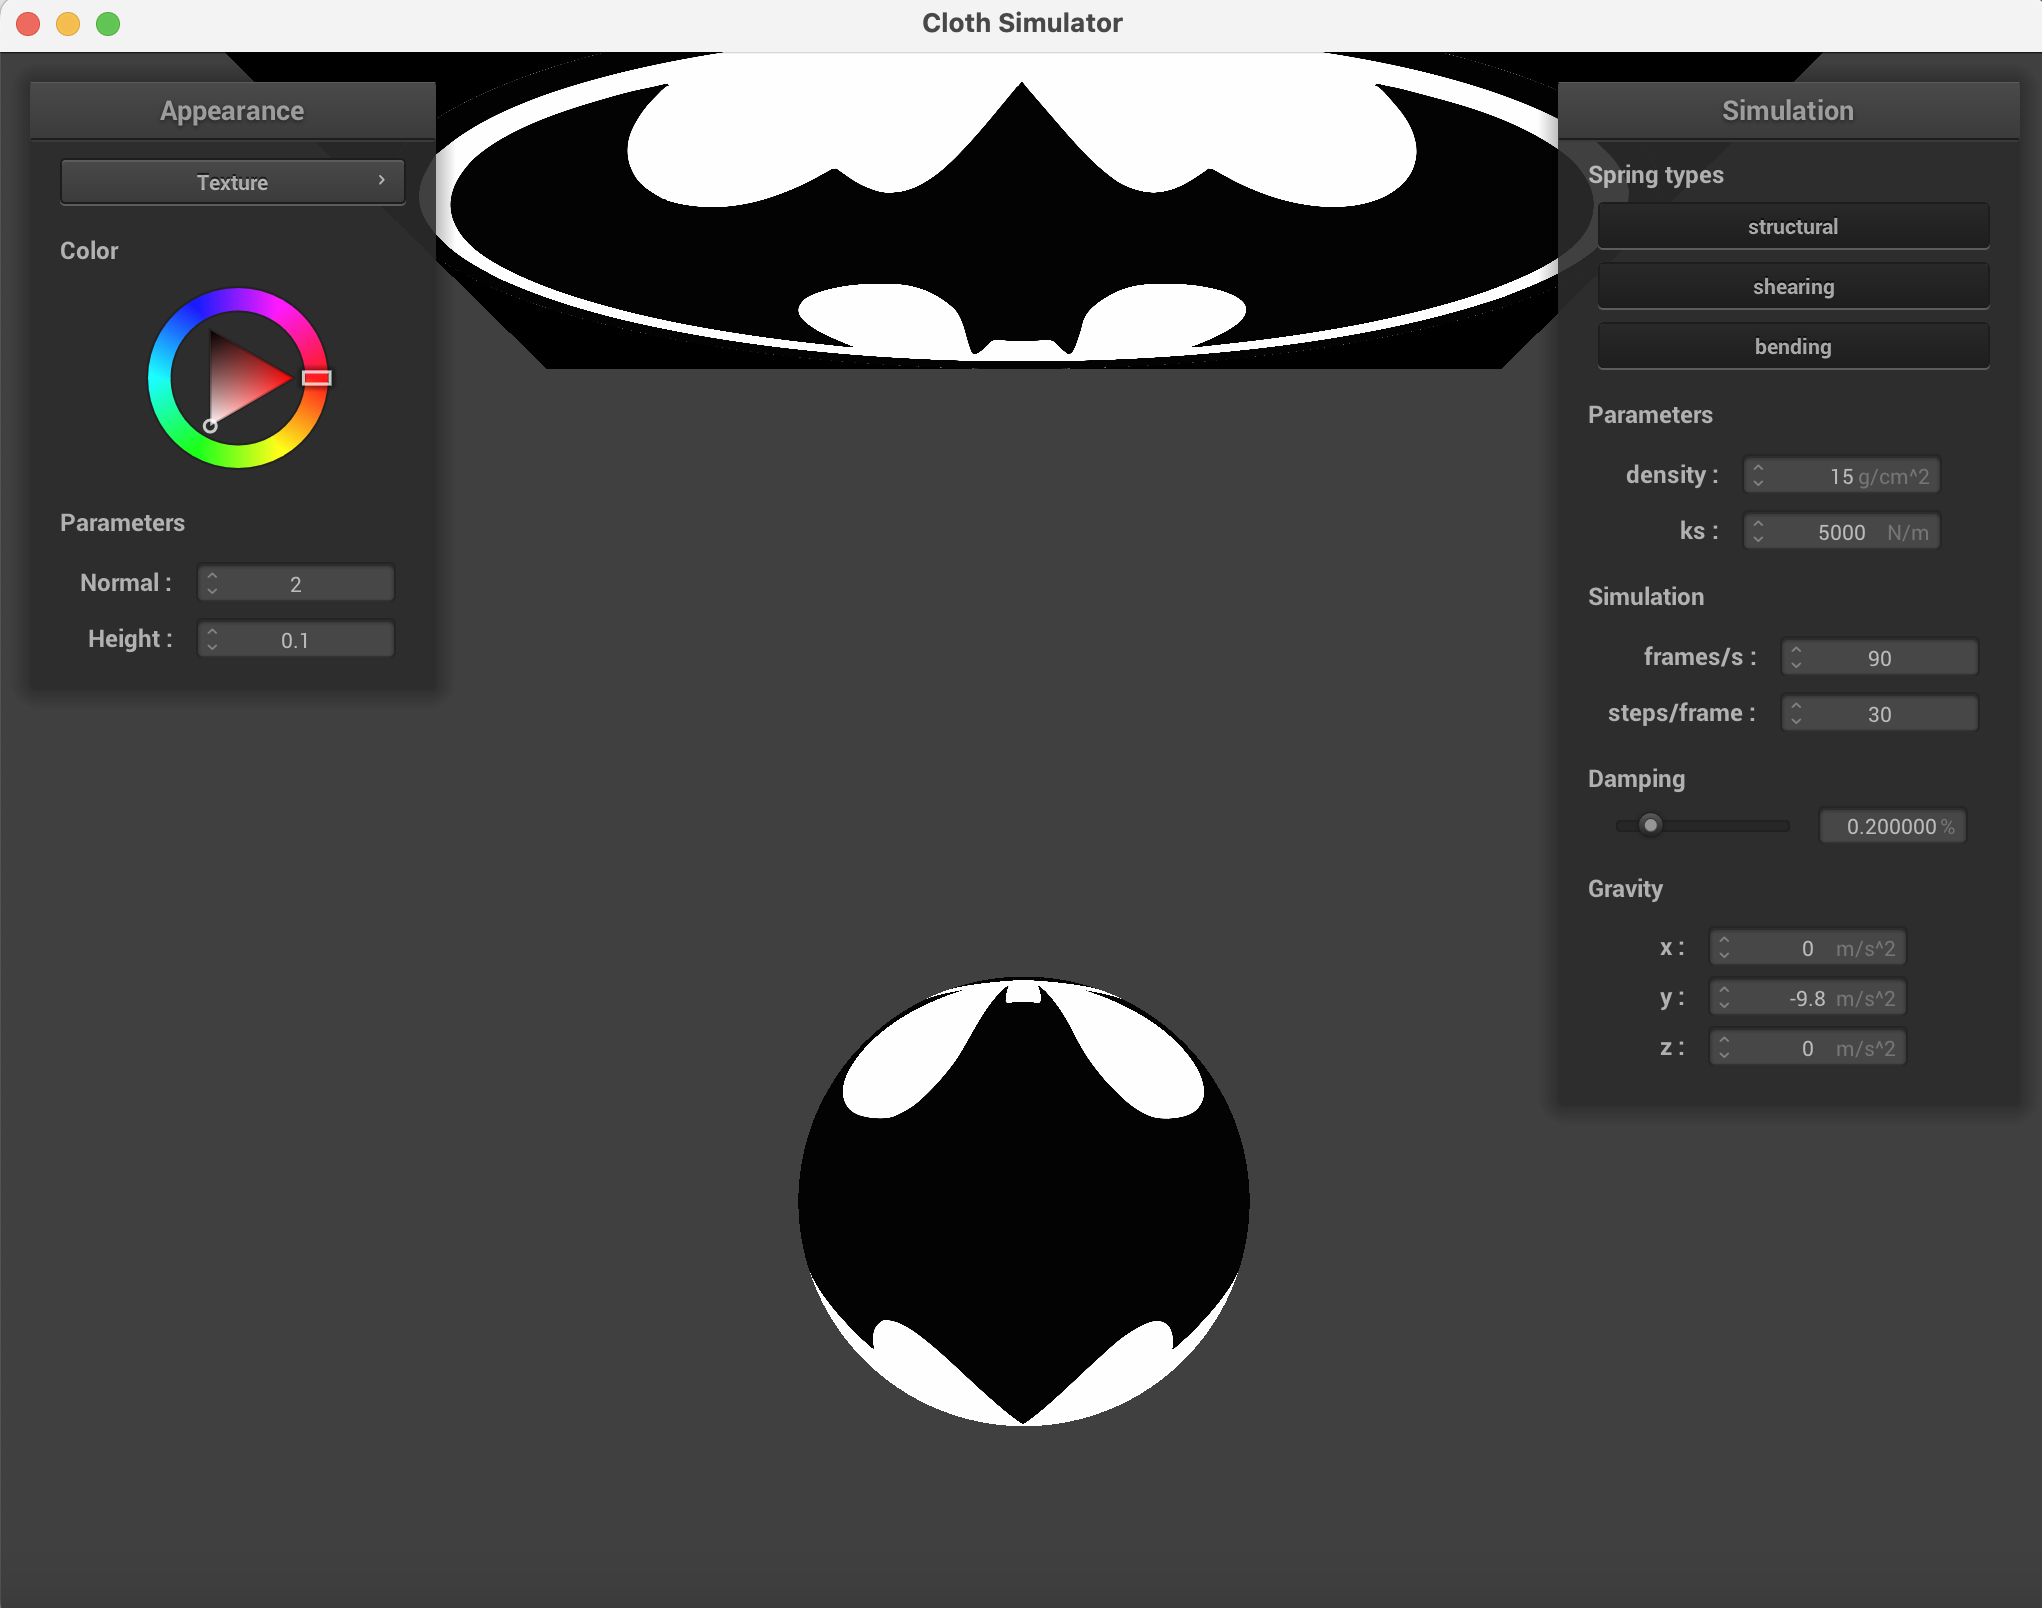 Cloth Simulator
Appearance
Texture
Color
Parameters
Normal : 2
Height : 0.1
Simulation
Spring types
structural
shearing
bending
Parameters
density : 15 g/cm^2
ks : 5000 N/m
Simulation
frames/s : 90
steps/frame : 30
Damping
0.200000 %
Gravity
x : 0 m/s^2
y : -9.8 m/s^2
z : 0 m/s^2